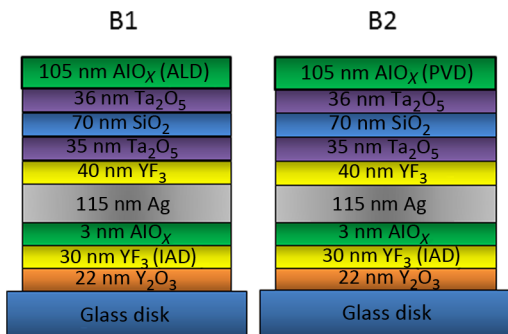 B1
105 nm AlOX (ALD)
36 nm Ta2O5
70 nm SiO2
35 nm Ta2O5
40 nm YF3
115 nm Ag
3 nm AlOX
30 nm YF3 (IAD)
22 nm Y2O3
Glass disk
B2
105 nm AlOX (PVD)
36 nm Ta2O5
70 nm SiO2
35 nm Ta2O5
40 nm YF3
115 nm Ag
3 nm AlOX
30 nm YF3 (IAD)
22 nm Y2O3
Glass disk